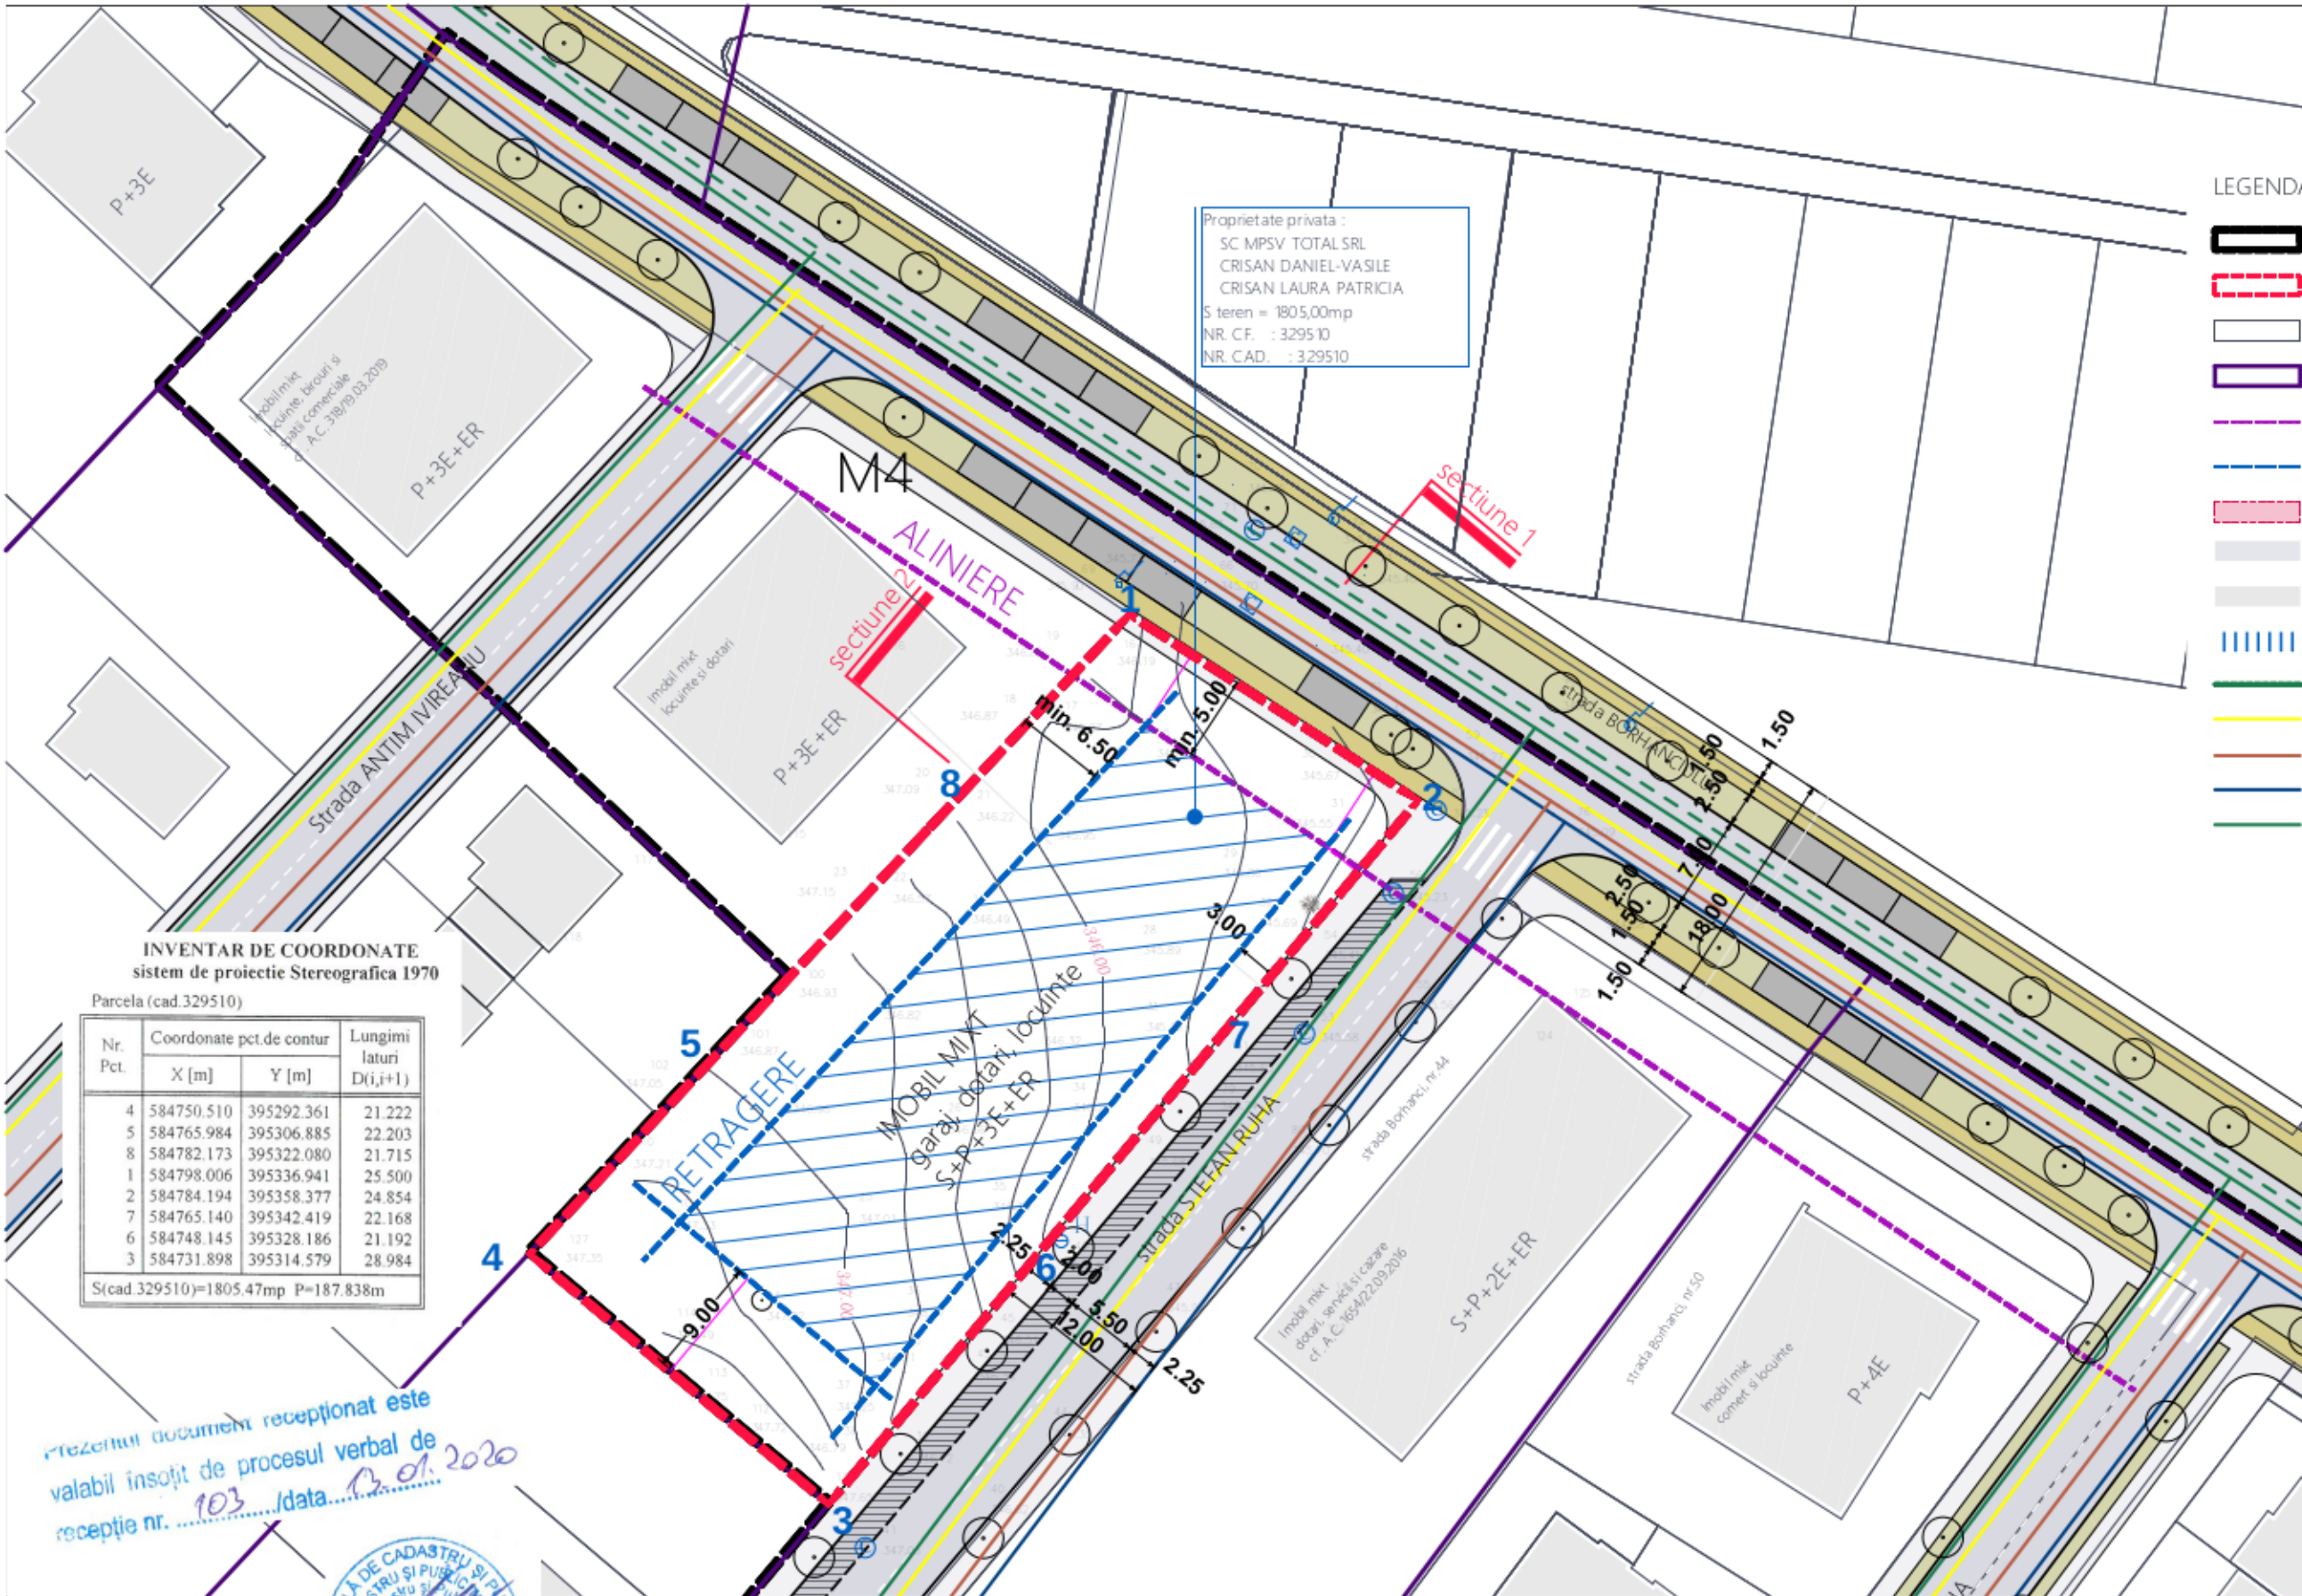 LEGENDA
Proprietate privata :
SC MPSV TOTAL SRL
CRISAN DANIEL-VASILE
CRISAN LAURA PATRICIA
S teren = 1805,00mp
NR. CF. : 329510
NR. CAD. : 329510
P+3E
Imobil mixt
locuinte, birouri si
spatii comerciale
cf. A.C. 318/19.03.2019
P+3E+ER
M4
ALINIERE
sectiune 1
sectiune 2
Imobil mixt
locuinte si dotari
P+3E+ER
Strada ANTIM IVIREANU
strada BORHANCIULUI
1
2
3
4
5
6
7
8
min. 6.50
min. 5.00
3.00
9.00
2.25
2.00
5.50
12.00
2.25
1.50
1.50
2.50
7.50
2.50
1.50
18.00
1.50
RETRAGERE
IMOBIL MIXT
garaj, dotari, locuinte
S+P+3E+ER
346.00
347.00
strada STEFAN RUHA
strada Borhanci, nr.44
Imobil mixt
dotari, servicii si cazare
cf. A.C. 1654/22.09.2016
S+P+2E+ER
strada Borhanci, nr.50
Imobil mixt
comert si locuinte
P+4E
INVENTAR DE COORDONATE
sistem de proiectie Stereografica 1970
Parcela (cad.329510)
Nr. Pct. Coordonate pct.de contur Lungimi laturi D(i,i+1)
X [m] Y [m]
4 584750.510 395292.361 21.222
5 584765.984 395306.885 22.203
8 584782.173 395322.080 21.715
1 584798.006 395336.941 25.500
2 584784.194 395358.377 24.854
7 584765.140 395342.419 22.168
6 584748.145 395328.186 21.192
3 584731.898 395314.579 28.984
S(cad.329510)=1805.47mp P=187.838m
Prezentul document recepţionat este
valabil însoţit de procesul verbal de
recepţie nr. 103 /data 13.01.2020